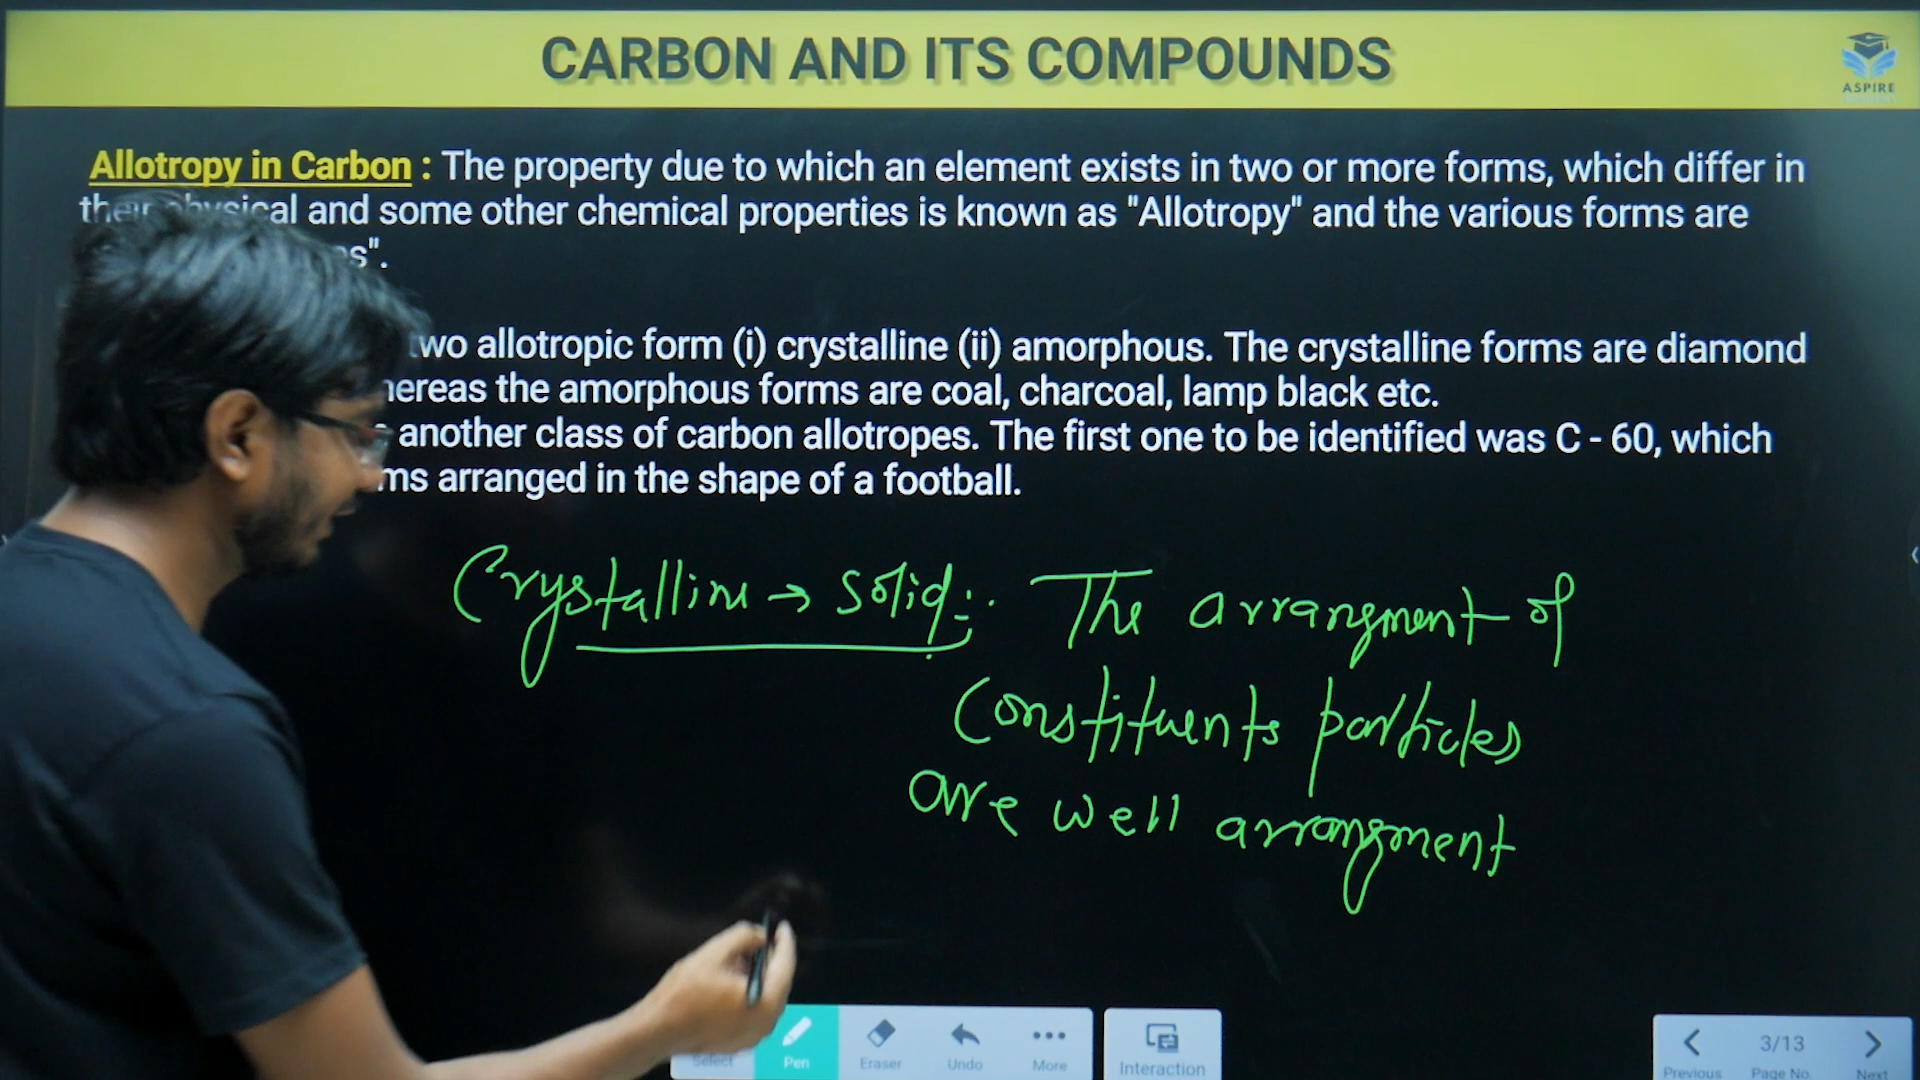 CARBON AND ITS COMPOUNDS
ASPIRE
Allotropy in Carbon : The property due to which an element exists in two or more forms, which differ in
their physical and some other chemical properties is known as "Allotropy" and the various forms are
s".
two allotropic form (i) crystalline (ii) amorphous. The crystalline forms are diamond
hereas the amorphous forms are coal, charcoal, lamp black etc.
another class of carbon allotropes. The first one to be identified was C - 60, which
ms arranged in the shape of a football.
Crystalline → Solid :- The arrangment of
Constituents particles
are well arrangment
Select Pen Eraser Undo More Interaction
3/13
Previous Page No. Next